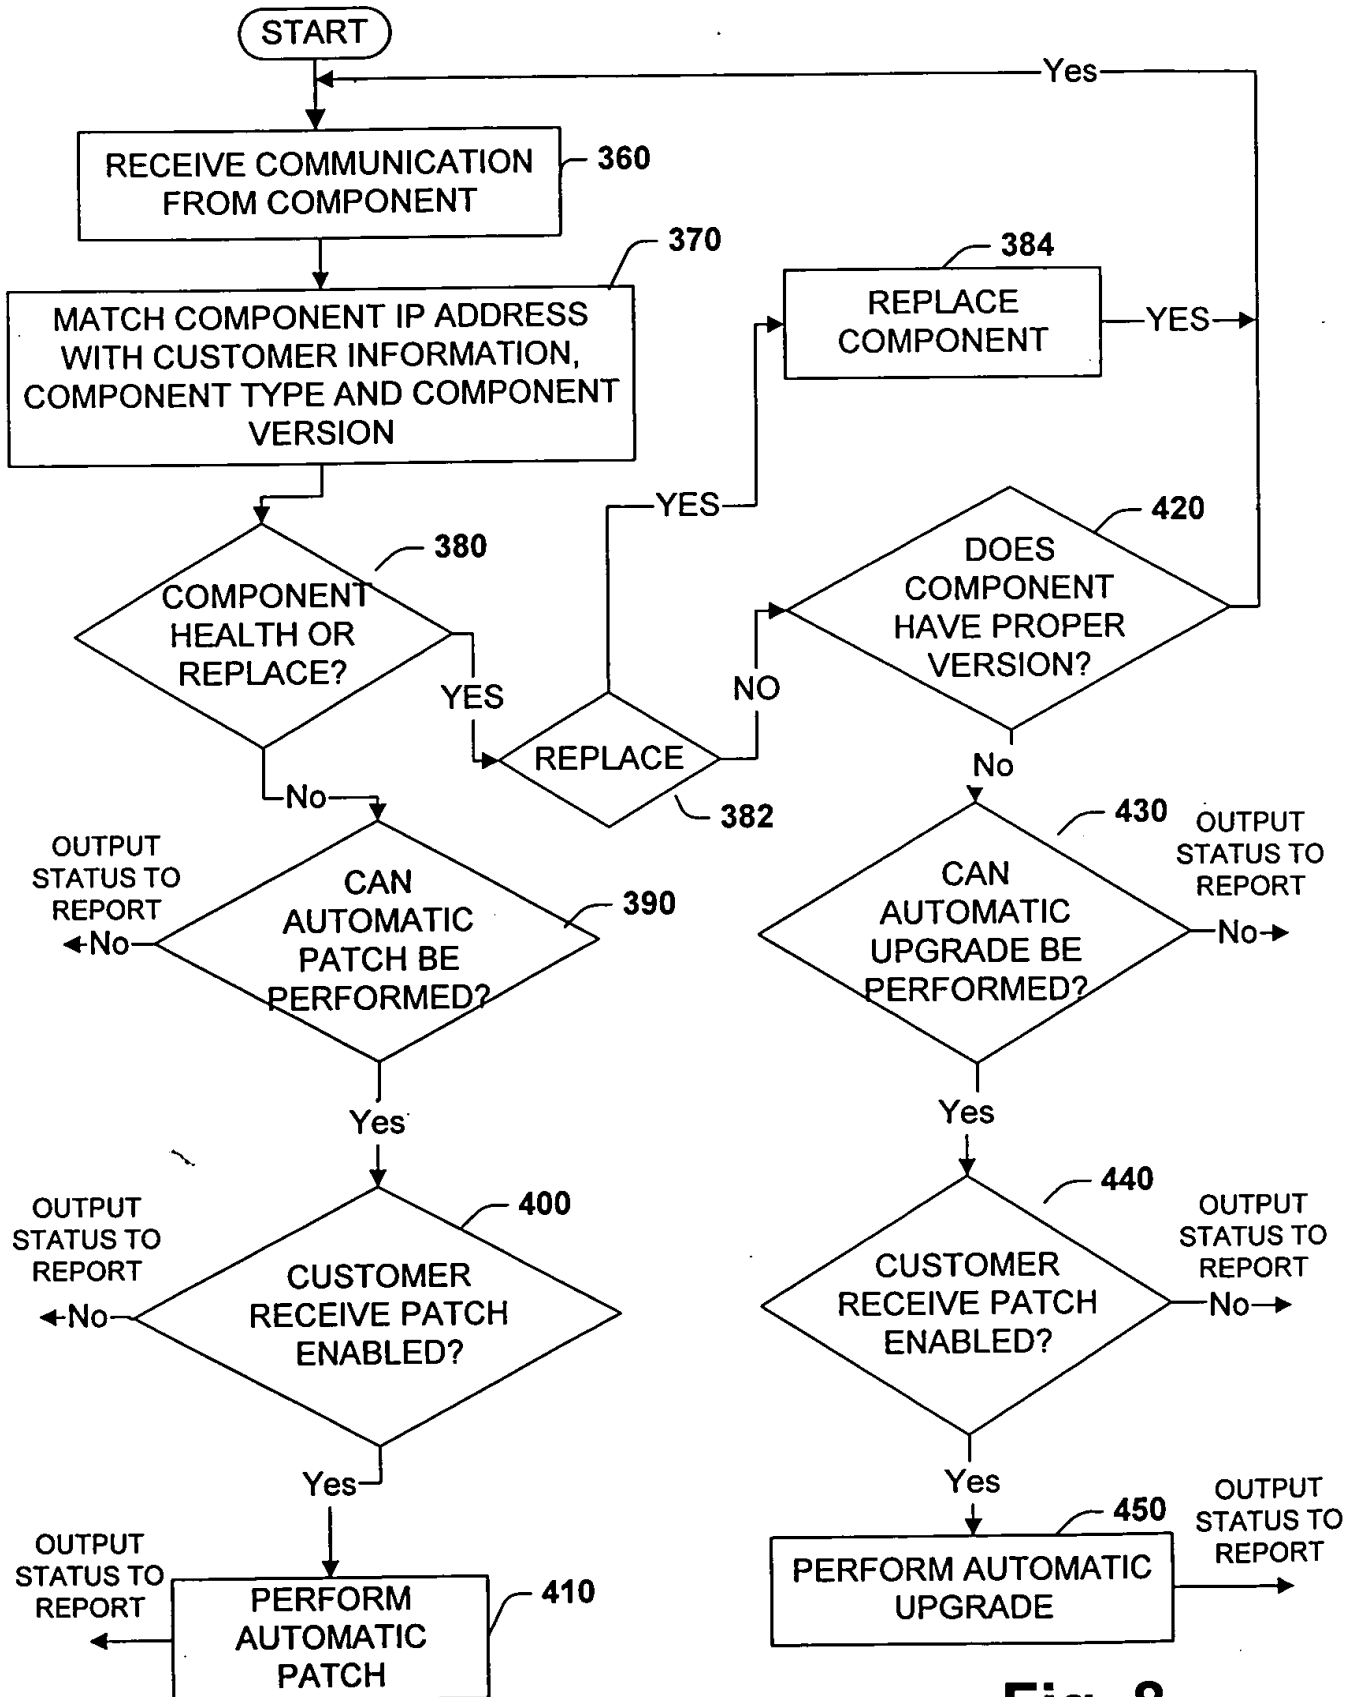 START
Yes
RECEIVE COMMUNICATION
FROM COMPONENT
360
370
MATCH COMPONENT IP ADDRESS
WITH CUSTOMER INFORMATION,
COMPONENT TYPE AND COMPONENT
VERSION
384
REPLACE
COMPONENT
YES
380
COMPONENT
HEALTH OR
REPLACE?
YES
YES
REPLACE
382
NO
420
DOES
COMPONENT
HAVE PROPER
VERSION?
No
No
OUTPUT
STATUS TO
REPORT
No
CAN
AUTOMATIC
PATCH BE
PERFORMED?
390
430
CAN
AUTOMATIC
UPGRADE BE
PERFORMED?
OUTPUT
STATUS TO
REPORT
No
Yes
Yes
OUTPUT
STATUS TO
REPORT
No
400
CUSTOMER
RECEIVE PATCH
ENABLED?
440
CUSTOMER
RECEIVE PATCH
ENABLED?
OUTPUT
STATUS TO
REPORT
No
Yes
Yes
OUTPUT
STATUS TO
REPORT
PERFORM
AUTOMATIC
PATCH
410
450
PERFORM AUTOMATIC
UPGRADE
OUTPUT
STATUS TO
REPORT
Fig. 8